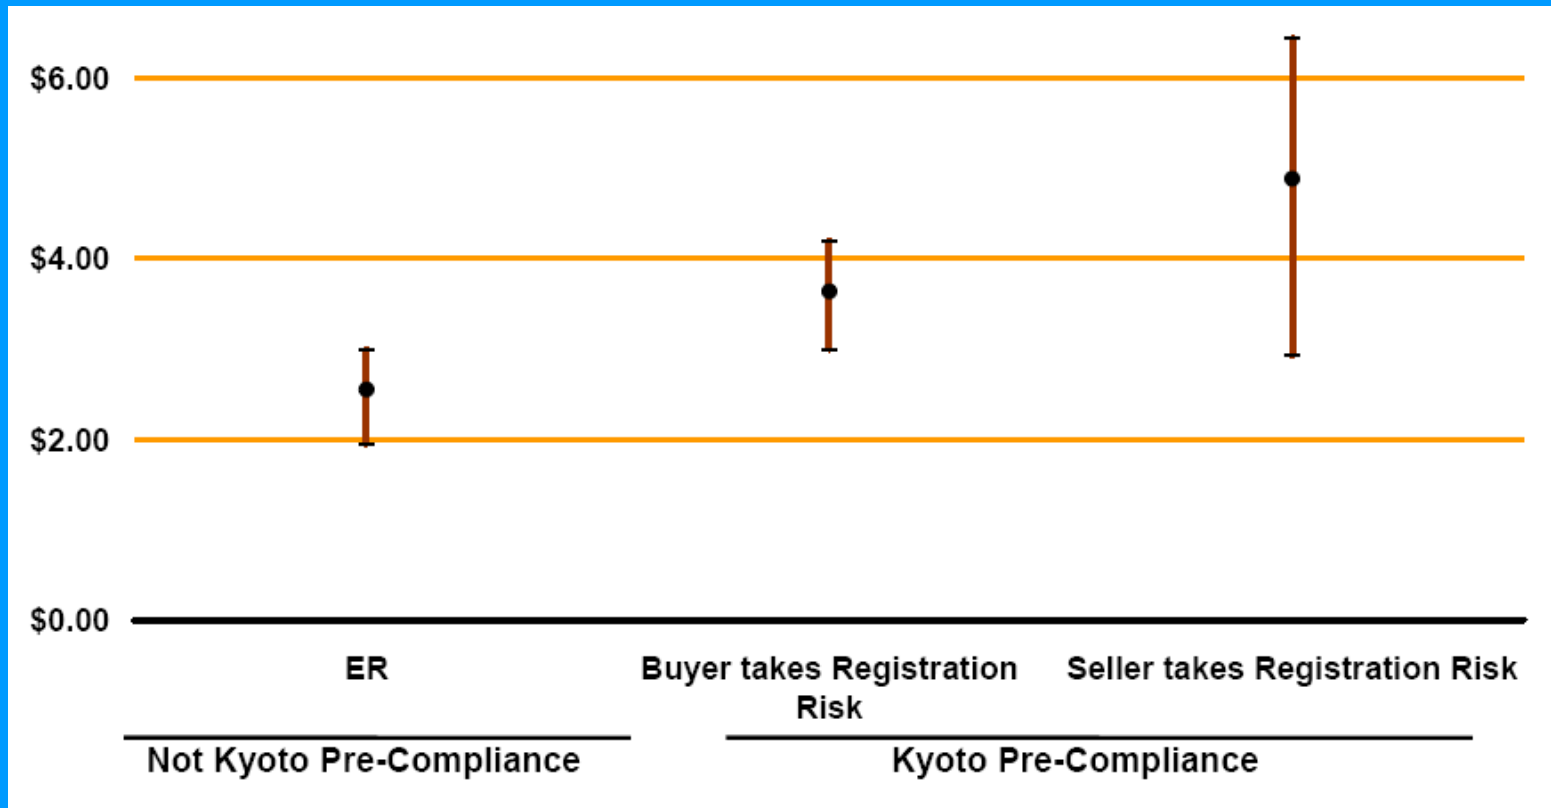 $6.00
$4.00
$2.00
$0.00
ER
Buyer takes Registration
Risk
Seller takes Registration Risk
Not Kyoto Pre-Compliance
Kyoto Pre-Compliance